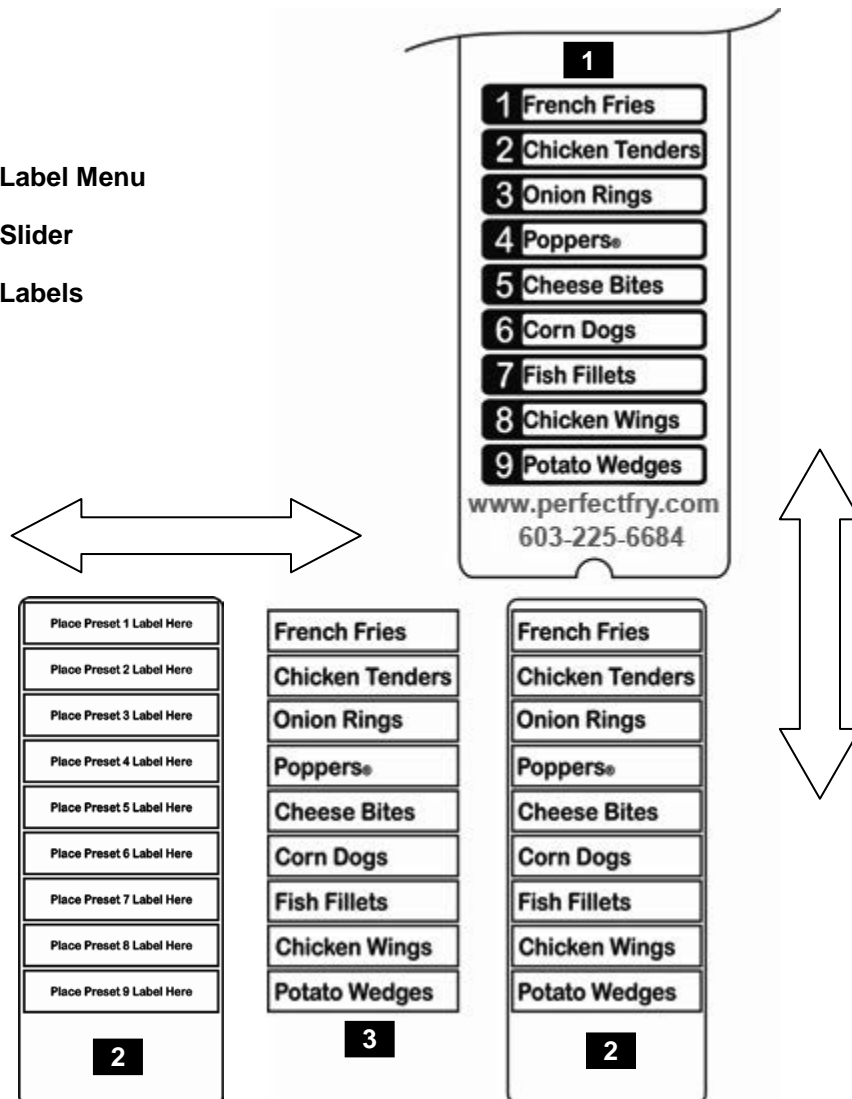 Label Menu
Slider
Labels
1
1 French Fries
2 Chicken Tenders
3 Onion Rings
4 Poppers®
5 Cheese Bites
6 Corn Dogs
7 Fish Fillets
8 Chicken Wings
9 Potato Wedges
www.perfectfry.com
603-225-6684
Place Preset 1 Label Here
Place Preset 2 Label Here
Place Preset 3 Label Here
Place Preset 4 Label Here
Place Preset 5 Label Here
Place Preset 6 Label Here
Place Preset 7 Label Here
Place Preset 8 Label Here
Place Preset 9 Label Here
2
French Fries
Chicken Tenders
Onion Rings
Poppers®
Cheese Bites
Corn Dogs
Fish Fillets
Chicken Wings
Potato Wedges
3
French Fries
Chicken Tenders
Onion Rings
Poppers®
Cheese Bites
Corn Dogs
Fish Fillets
Chicken Wings
Potato Wedges
2